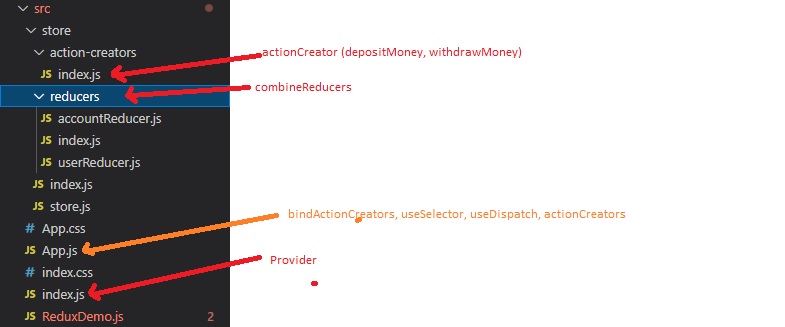 src
store
action-creators
JS index.js
actionCreator (depositMoney, withdrawMoney)
reducers
combineReducers
JS accountReducer.js
JS index.js
JS userReducer.js
JS index.js
JS store.js
bindActionCreators, useSelector, useDispatch, actionCreators
# App.css
JS App.js
# index.css
Provider
JS index.js
JS ReduxDemo.js 2